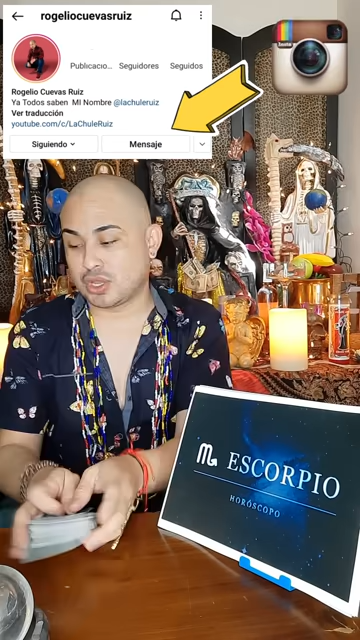 rogeliocuevasruiz
Publicacio... Seguidores Seguidos
Rogelio Cuevas Ruiz
Ya Todos saben MI Nombre @lachuleruiz
Ver traducción
youtube.com/c/LaChuleRuiz
Siguiendo Mensaje
Insta
ESCORPIO
HORÓSCOPO